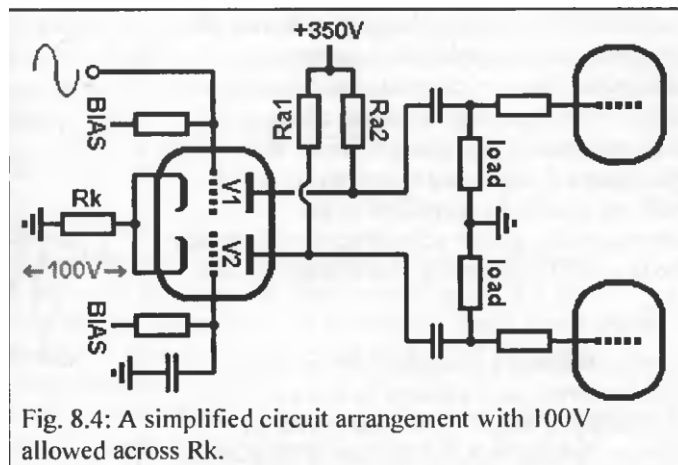 +350V
BIAS
Ra1
Ra2
load
Rk
V1
V2
←100V→
load
BIAS
Fig. 8.4: A simplified circuit arrangement with 100V
allowed across Rk.